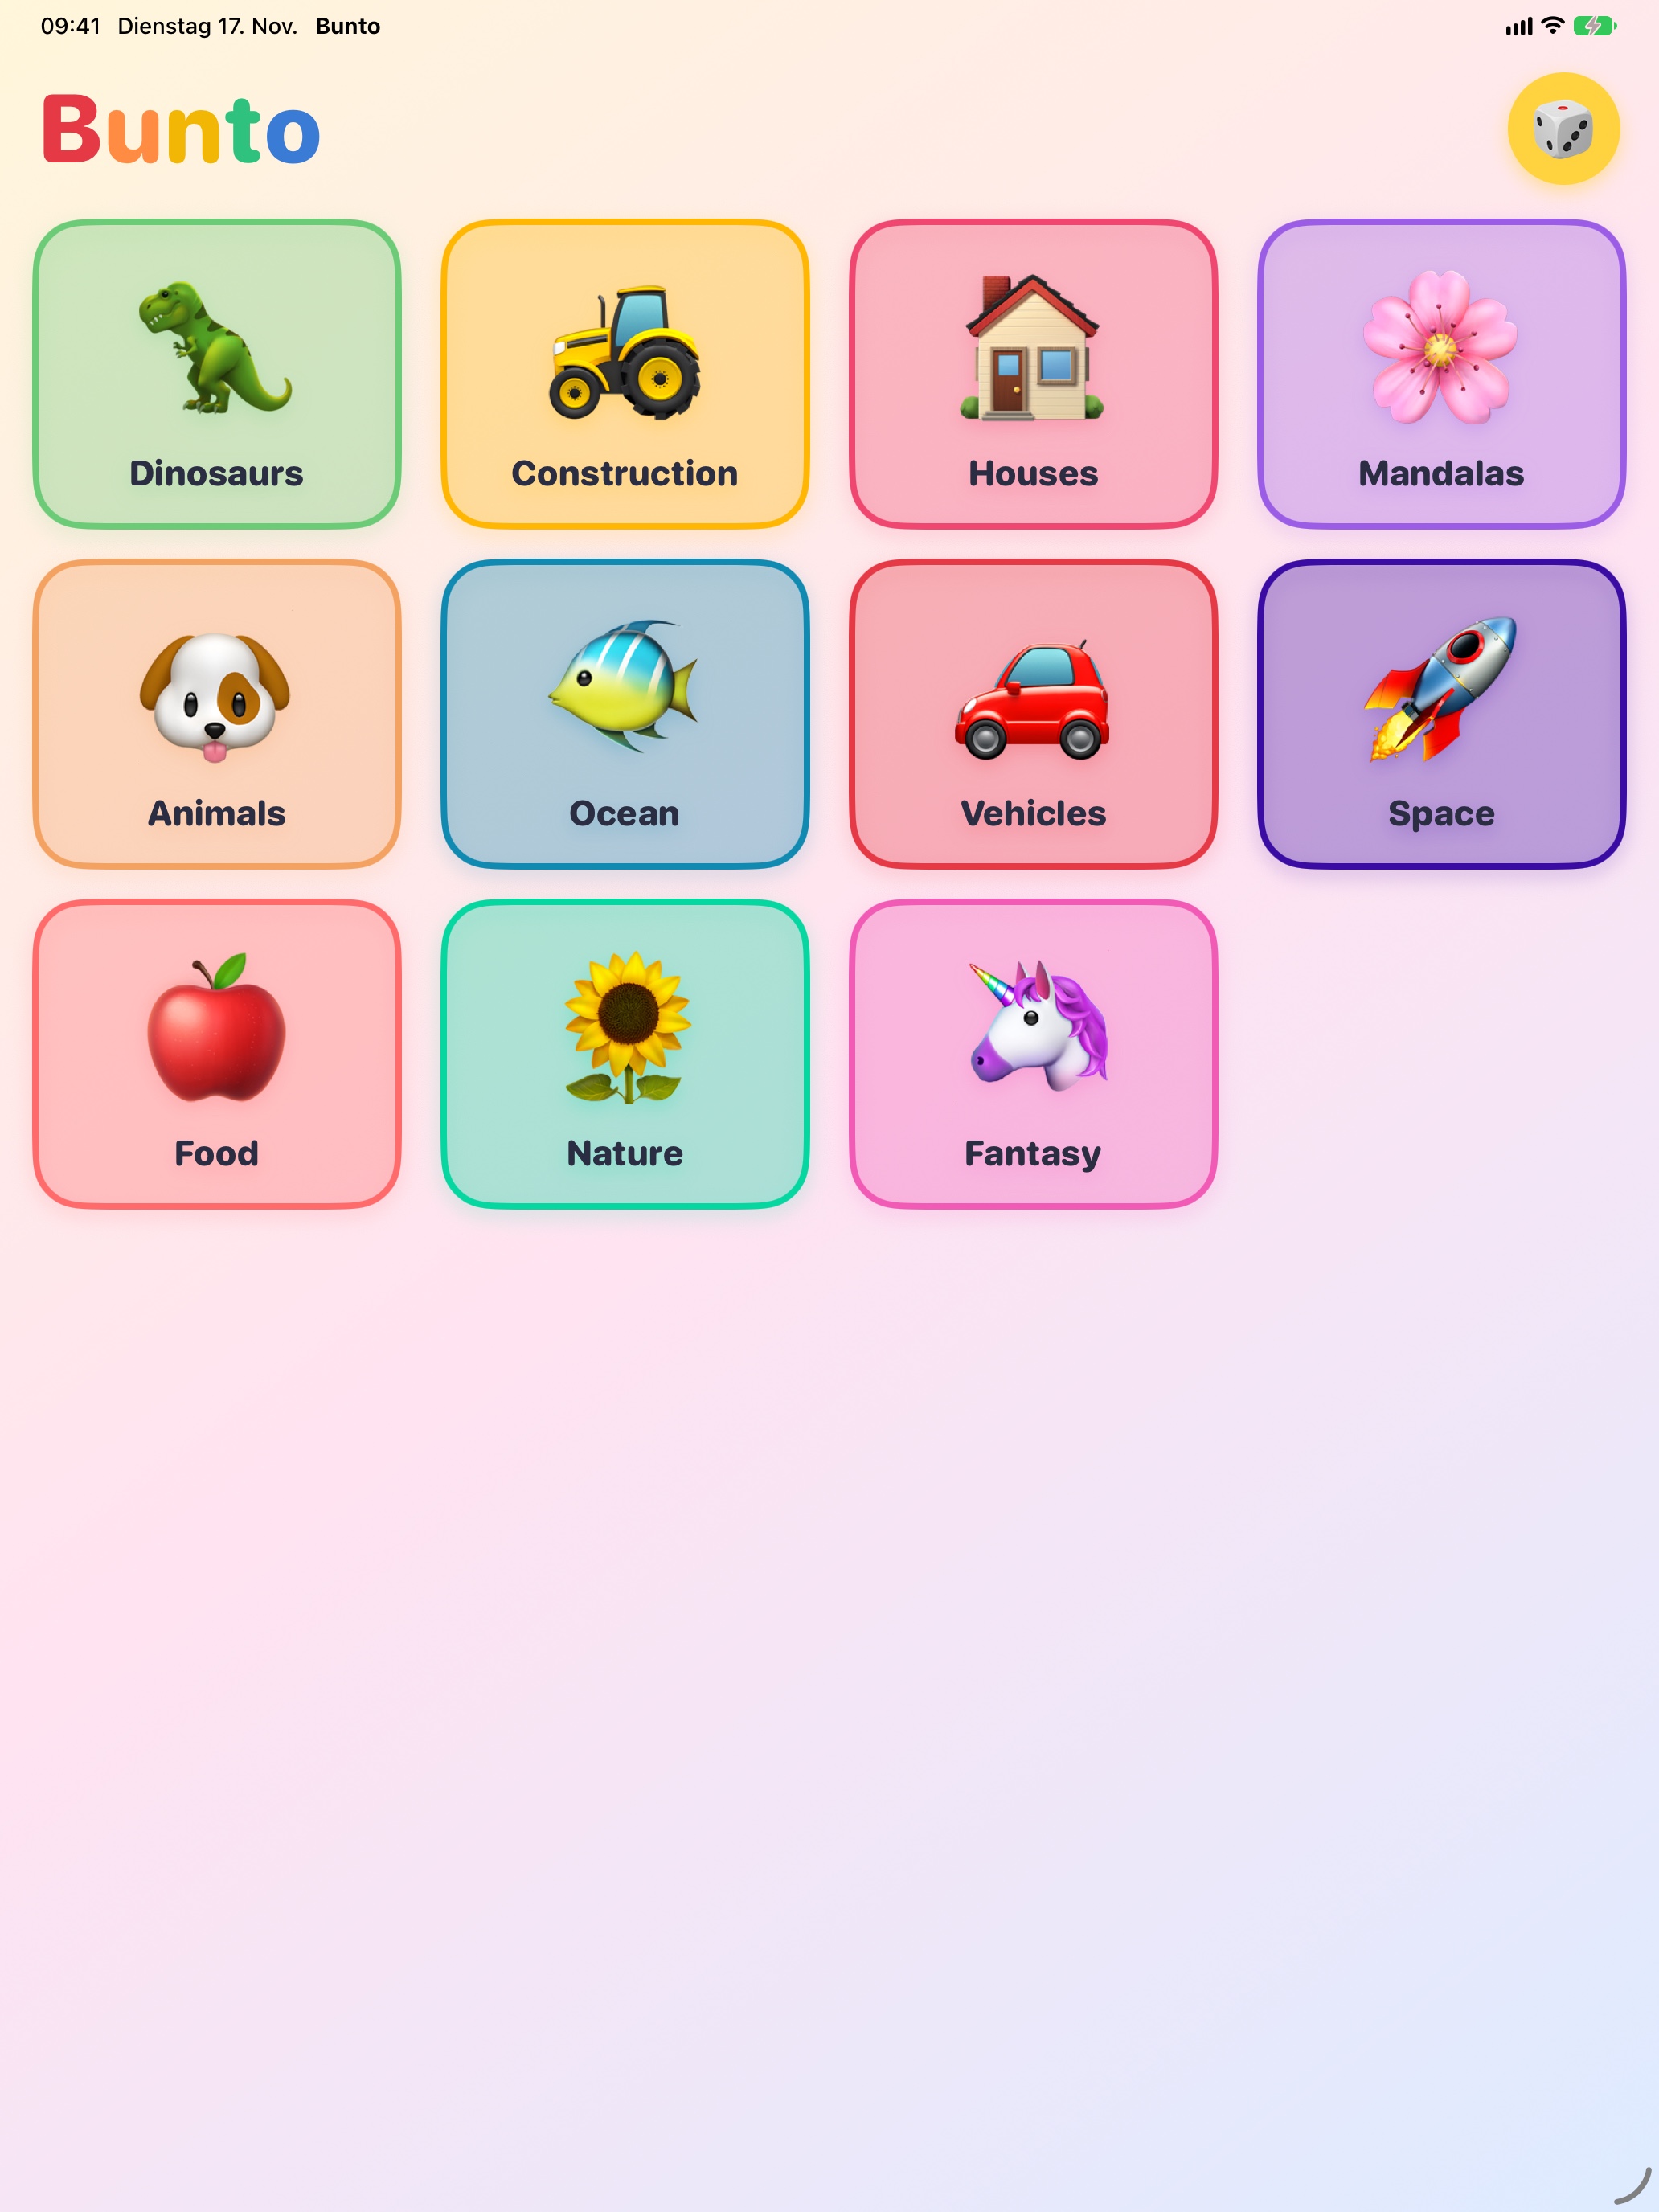 09:41 Dienstag 17. Nov. Bunto
Bunto
Dinosaurs
Construction
Houses
Mandalas
Animals
Ocean
Vehicles
Space
Food
Nature
Fantasy